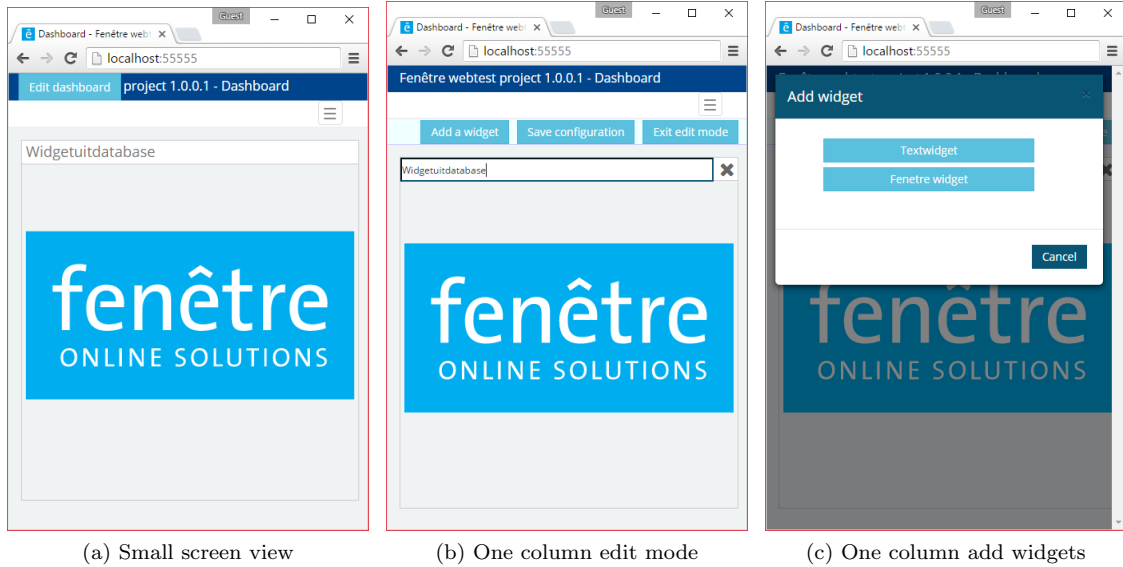 Guest
Dashboard - Fenêtre webt
localhost:55555
Edit dashboard project 1.0.0.1 - Dashboard
Widgetuitdatabase
fenêtre
ONLINE SOLUTIONS
(a) Small screen view
Guest
Dashboard - Fenêtre webt
localhost:55555
Fenêtre webtest project 1.0.0.1 - Dashboard
Add a widget Save configuration Exit edit mode
Widgetuitdatabase
fenêtre
ONLINE SOLUTIONS
(b) One column edit mode
Guest
Dashboard - Fenêtre webt
localhost:55555
Add widget
Textwidget
Fenetre widget
Cancel
fenêtre
ONLINE SOLUTIONS
(c) One column add widgets